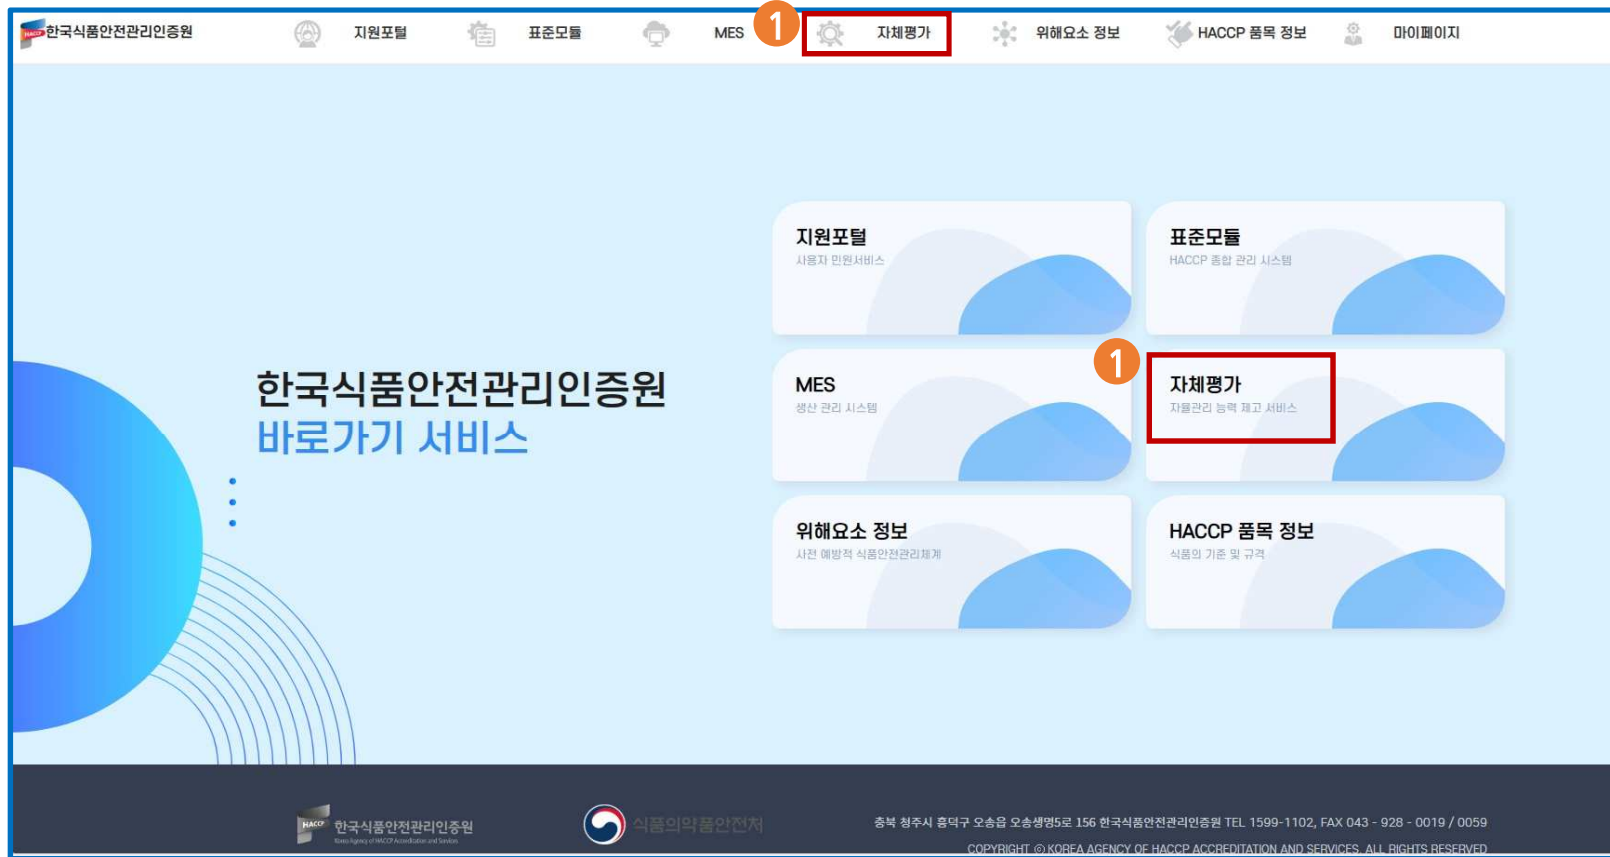 HACCP 한국식품안전관리인증원 지원포털 표준모듈 MES 1 자체평가 위해요소 정보 HACCP 품목 정보 마이페이지
지원포털
사용자 민원서비스
표준모듈
HACCP 종합 관리 시스템
한국식품안전관리인증원
바로가기 서비스
MES
생산 관리 시스템
1
자체평가
자율관리 능력 제고 서비스
위해요소 정보
사전 예방적 식품안전관리체계
HACCP 품목 정보
식품의 기준 및 규격
HACCP 한국식품안전관리인증원
Korea Agency of HACCP Accreditation and Services
식품의약품안전처
충북 청주시 흥덕구 오송읍 오송생명5로 156 한국식품안전관리인증원 TEL 1599-1102, FAX 043 - 928 - 0019 / 0059
COPYRIGHT ⓒ KOREA AGENCY OF HACCP ACCREDITATION AND SERVICES. ALL RIGHTS RESERVED